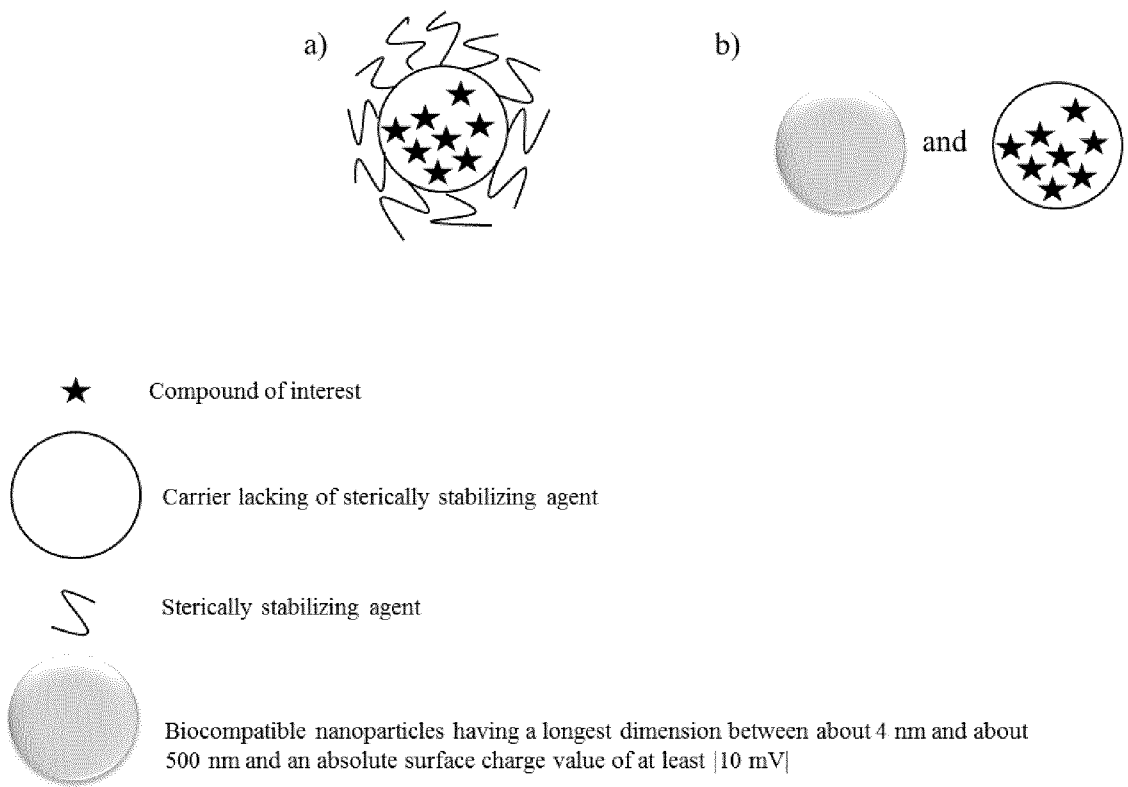 a)
b)
and
Compound of interest
Carrier lacking of sterically stabilizing agent
Sterically stabilizing agent
Biocompatible nanoparticles having a longest dimension between about 4 nm and about
500 nm and an absolute surface charge value of at least |10 mV|